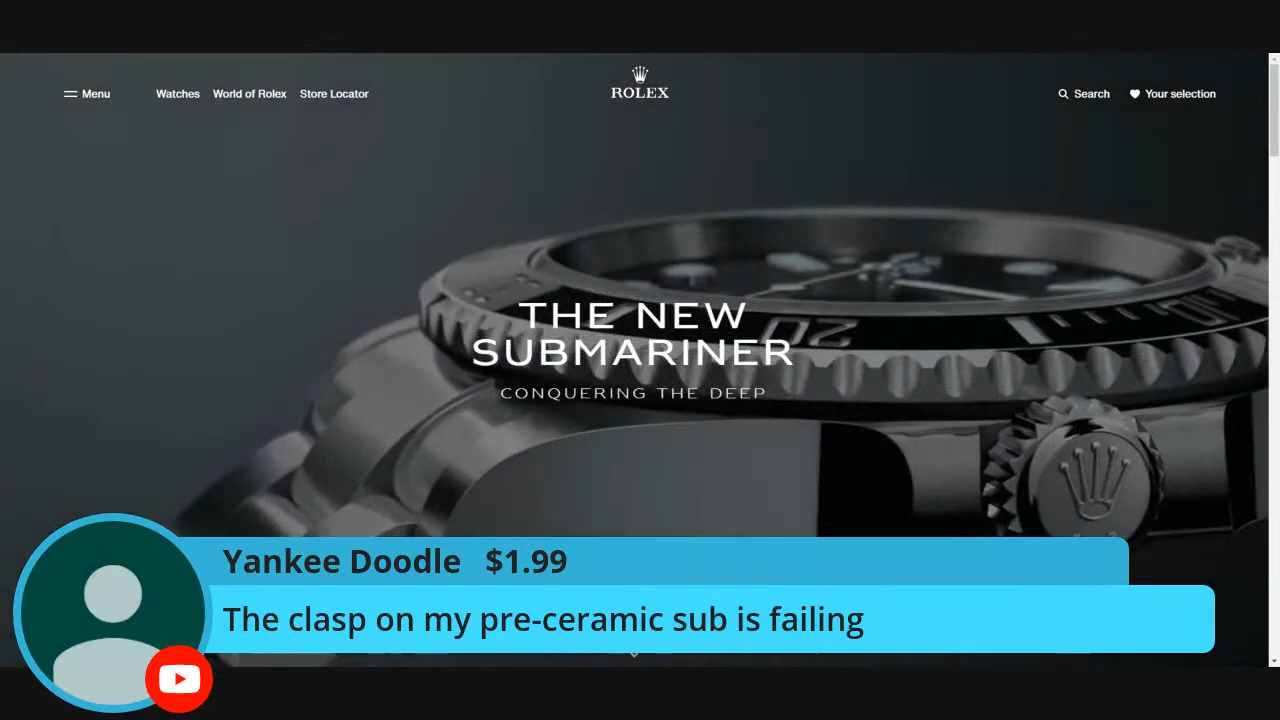 Menu
Watches
World of Rolex
Store Locator
ROLEX
Search
Your selection
20
THE NEW
SUBMARINER
CONQUERING THE DEEP
Yankee Doodle $1.99
The clasp on my pre-ceramic sub is failing